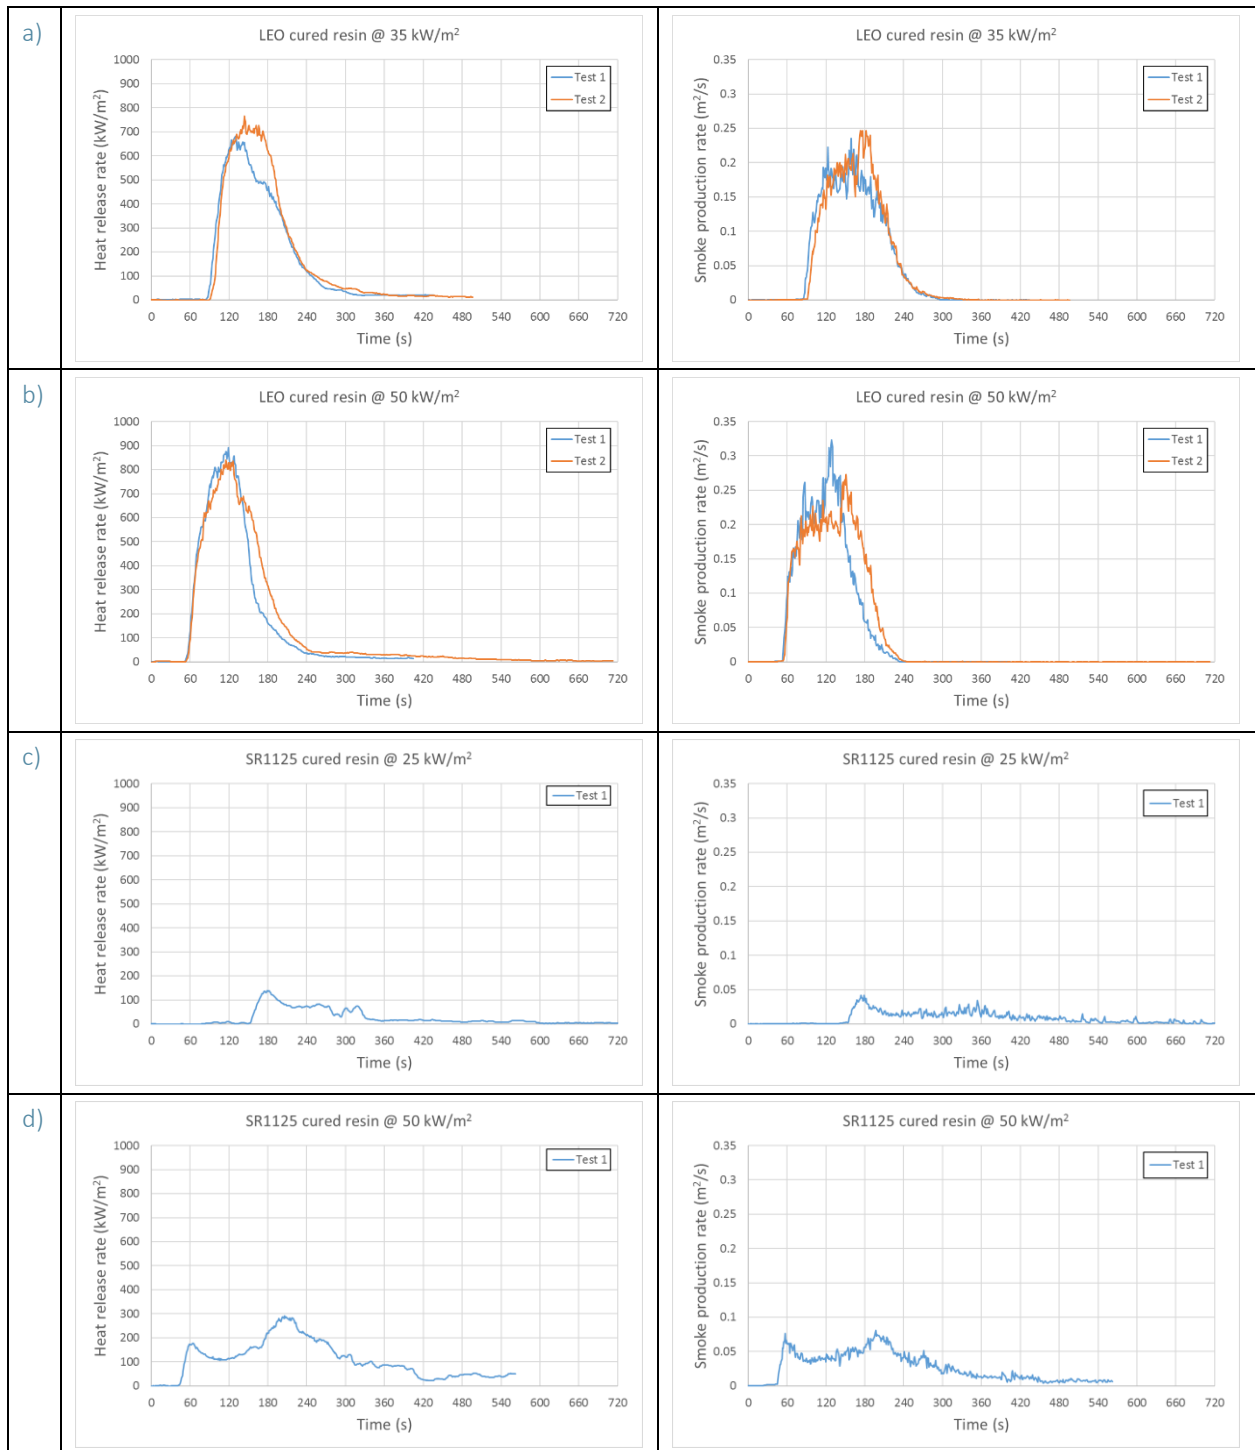 a)
LEO cured resin @ 35 kW/m²
Heat release rate (kW/m²)
1000
900
800
700
600
500
400
300
200
100
0
0 60 120 180 240 300 360 420 480 540 600 660 720
Time (s)
Test 1
Test 2
LEO cured resin @ 35 kW/m²
Smoke production rate (m²/s)
0.35
0.3
0.25
0.2
0.15
0.1
0.05
0
0 60 120 180 240 300 360 420 480 540 600 660 720
Time (s)
Test 1
Test 2
b)
LEO cured resin @ 50 kW/m²
Heat release rate (kW/m²)
1000
900
800
700
600
500
400
300
200
100
0
0 60 120 180 240 300 360 420 480 540 600 660 720
Time (s)
Test 1
Test 2
LEO cured resin @ 50 kW/m²
Smoke production rate (m²/s)
0.35
0.3
0.25
0.2
0.15
0.1
0.05
0
0 60 120 180 240 300 360 420 480 540 600 660 720
Time (s)
Test 1
Test 2
c)
SR1125 cured resin @ 25 kW/m²
Heat release rate (kW/m²)
1000
900
800
700
600
500
400
300
200
100
0
0 60 120 180 240 300 360 420 480 540 600 660 720
Time (s)
Test 1
SR1125 cured resin @ 25 kW/m²
Smoke production rate (m²/s)
0.35
0.3
0.25
0.2
0.15
0.1
0.05
0
0 60 120 180 240 300 360 420 480 540 600 660 720
Time (s)
Test 1
d)
SR1125 cured resin @ 50 kW/m²
Heat release rate (kW/m²)
1000
900
800
700
600
500
400
300
200
100
0
0 60 120 180 240 300 360 420 480 540 600 660 720
Time (s)
Test 1
SR1125 cured resin @ 50 kW/m²
Smoke production rate (m²/s)
0.35
0.3
0.25
0.2
0.15
0.1
0.05
0
0 60 120 180 240 300 360 420 480 540 600 660 720
Time (s)
Test 1